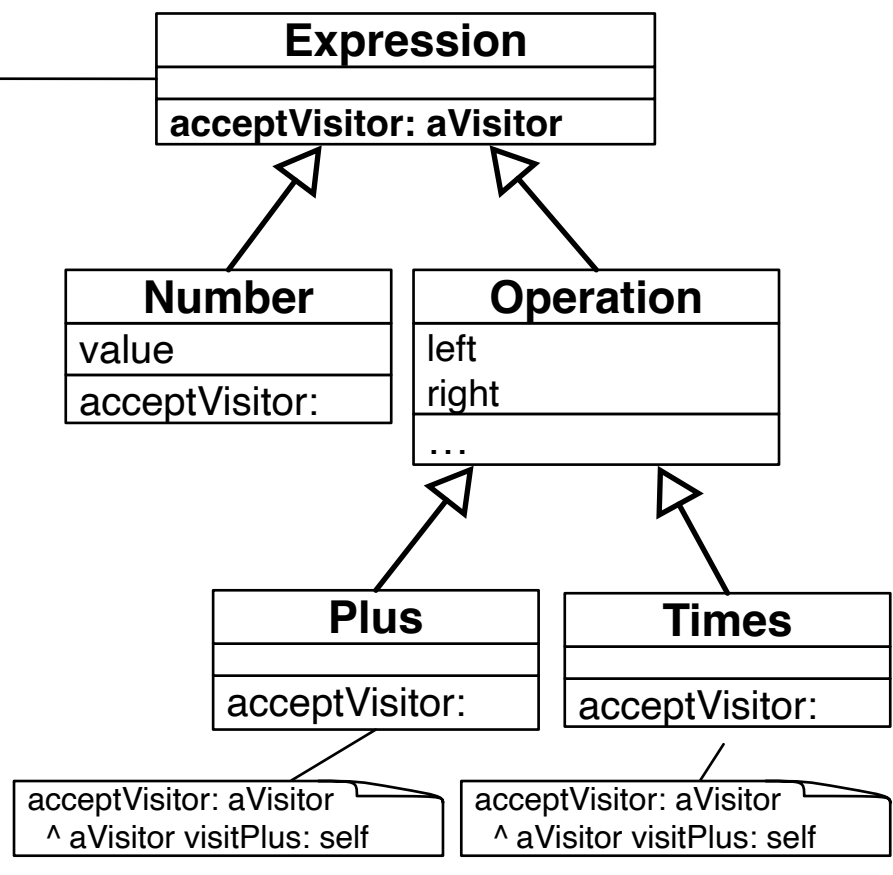 Expression
acceptVisitor: aVisitor
Number
value
acceptVisitor:
Operation
left
right
…
Plus
acceptVisitor:
Times
acceptVisitor:
acceptVisitor: aVisitor
^ aVisitor visitPlus: self
acceptVisitor: aVisitor
^ aVisitor visitPlus: self